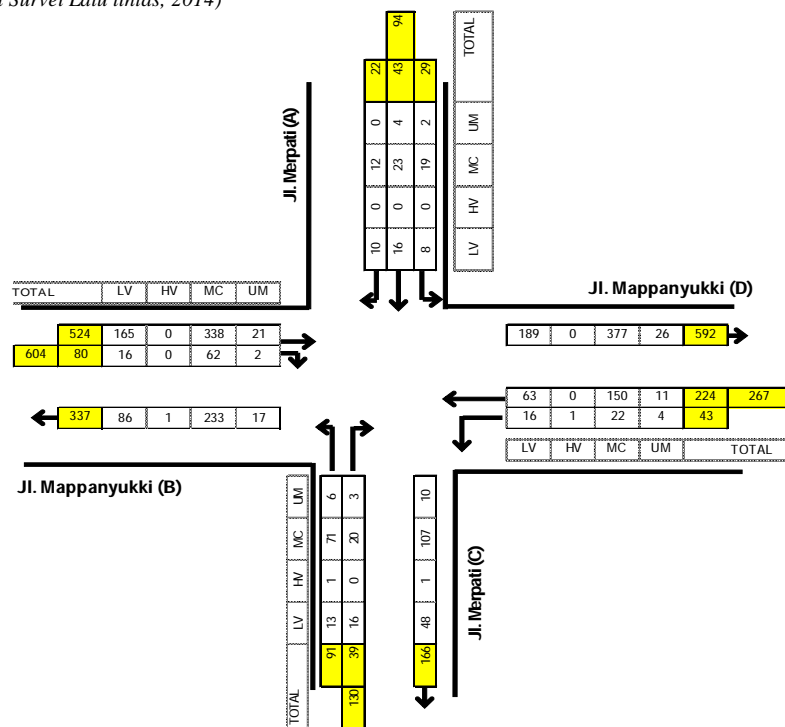 Survei Lalu lintas, 2014)
94
22 43 29 TOTAL
0 4 2 UM
12 23 19 MC
0 0 0 HV
10 16 8 LV
Jl. Merpati (A)
TOTAL LV HV MC UM
524 165 0 338 21
604 80 16 0 62 2
337 86 1 233 17
Jl. Mappanyukki (B)
Jl. Mappanyukki (D)
189 0 377 26 592
63 0 150 11 224 267
16 1 22 4 43
LV HV MC UM TOTAL
UM 6 3 10
MC 71 20 107
HV 1 0 1
LV 13 16 48
TOTAL 91 39 166
130
Jl. Merpati (C)